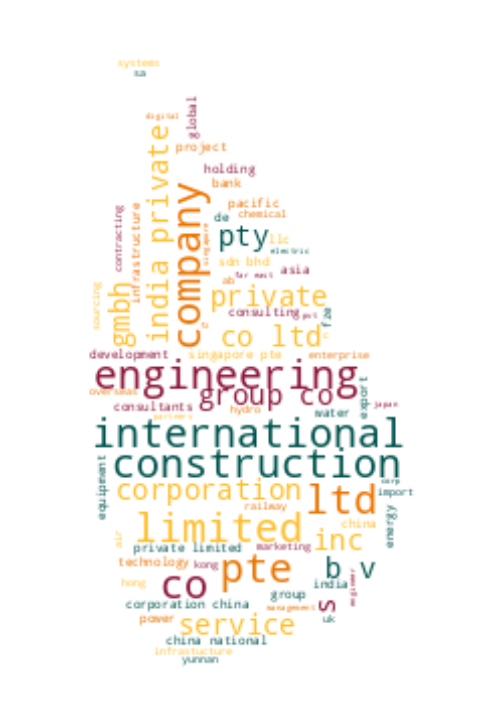 systems
sa
digital
global
project
india private
holding
bank
company
pacific
de
chemical
contracting
infrastructure
singapore
pty
llc
electric
sdn bhd
far east
asia
ab
sourcing
gmbh
private
consulting
fze
co ltd
development
singapore pte
enterprise
engineering
overseas
group co
export
consultants
hydro
japan
partners
water
international
construction
equipment
corp
corporation
import
ltd
railway
energy
limited
china
inc
air
private limited
marketing
technology
kong
pte
b v
hong
co
india
engineer
group
corporation china
management
s
power
service
uk
china national
infrastucture
yunnan